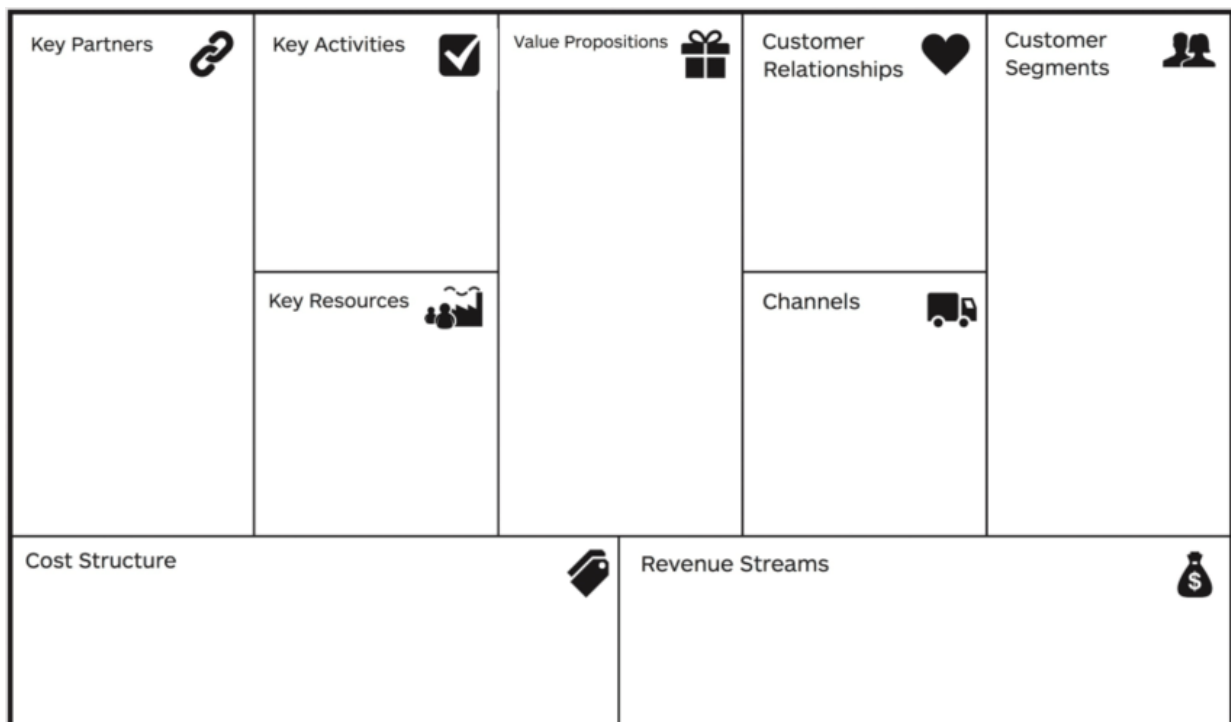 Key Partners
Key Activities
Value Propositions
Customer
Relationships
Customer
Segments
Key Resources
Channels
Cost Structure
Revenue Streams
$